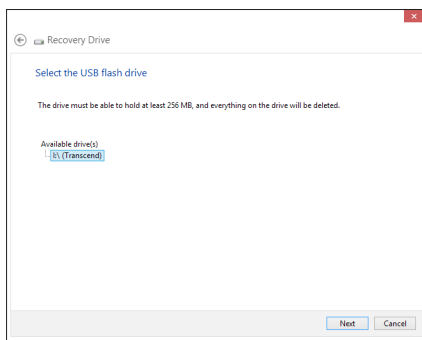 Recovery Drive
Select the USB flash drive
The drive must be able to hold at least 256 MB, and everything on the drive will be deleted.
Available drive(s)
I:\ (Transcend)
Next Cancel